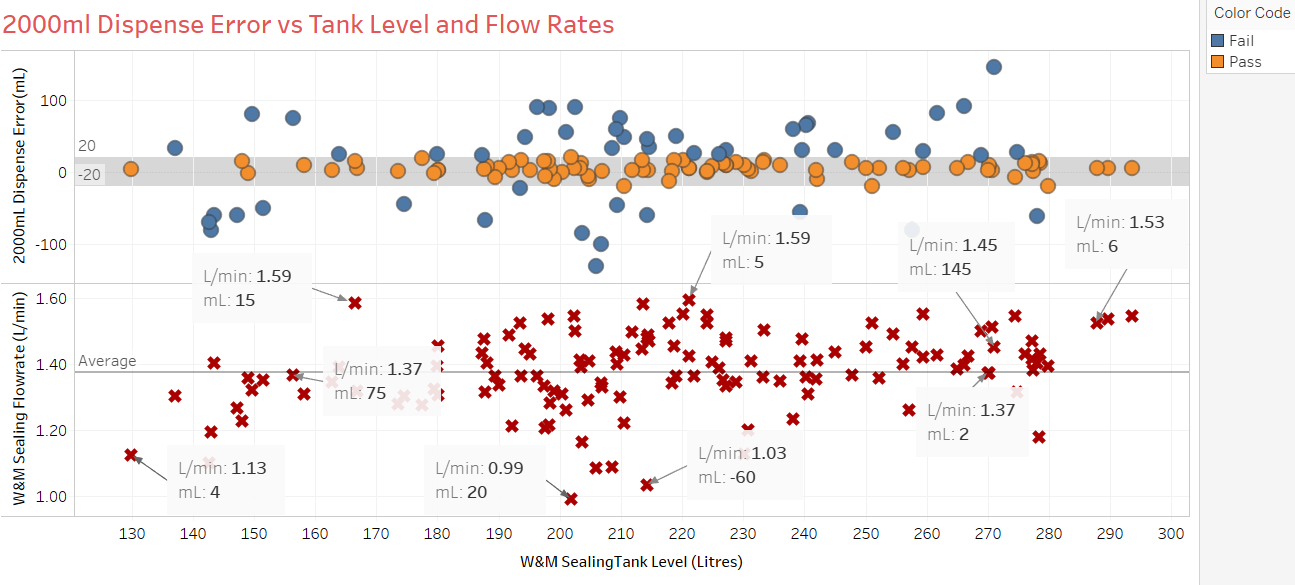 2000ml Dispense Error vs Tank Level and Flow Rates
Color Code
Fail
Pass
2000mL Dispense Error(mL)
100
0
-100
20
-20
W&M Sealing Flowrate (L/min)
1.60
1.40
1.20
1.00
Average
L/min: 1.59
mL: 15
L/min: 1.59
mL: 5
L/min: 1.45
mL: 145
L/min: 1.53
mL: 6
L/min: 1.37
mL: 75
L/min: 1.37
mL: 2
L/min: 1.13
mL: 4
L/min: 0.99
mL: 20
L/min: 1.03
mL: -60
130 140 150 160 170 180 190 200 210 220 230 240 250 260 270 280 290 300
W&M SealingTank Level (Litres)